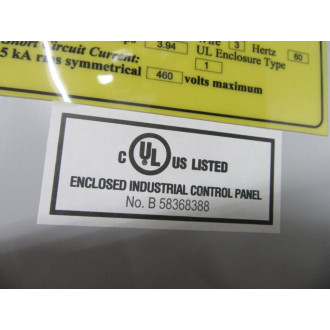 3.94 Wire 3 Hertz 60
Short Circuit Current: UL Enclosure Type
5 kA rms symmetrical 1
460 volts maximum
C UL US LISTED
ENCLOSED INDUSTRIAL CONTROL PANEL
No. B 58368388